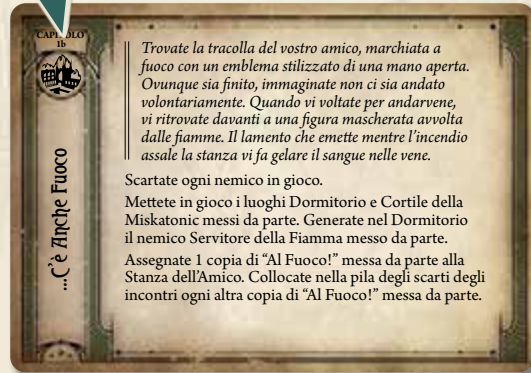 CAPITOLO
1b
...C'è Anche Fuoco
Trovate la tracolla del vostro amico, marchiata a
fuoco con un emblema stilizzato di una mano aperta.
Ovunque sia finito, immaginate non ci sia andato
volontariamente. Quando vi voltate per andarvene,
vi ritrovate davanti a una figura mascherata avvolta
dalle fiamme. Il lamento che emette mentre l'incendio
assale la stanza vi fa gelare il sangue nelle vene.
Scartate ogni nemico in gioco.
Mettete in gioco i luoghi Dormitorio e Cortile della
Miskatonic messi da parte. Generate nel Dormitorio
il nemico Servitore della Fiamma messo da parte.
Assegnate 1 copia di "Al Fuoco!" messa da parte alla
Stanza dell'Amico. Collocate nella pila degli scarti degli
incontri ogni altra copia di "Al Fuoco!" messa da parte.